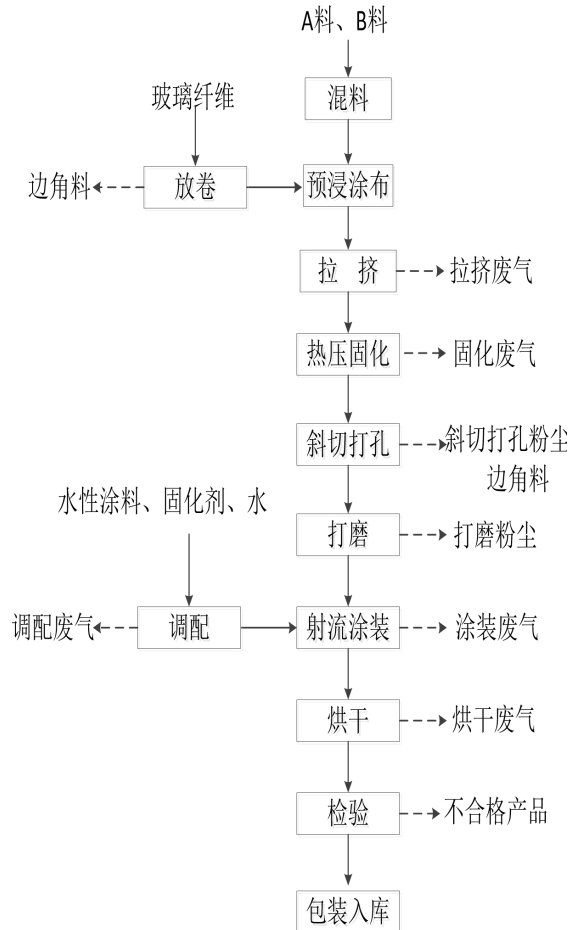 A料、B料
混料
玻璃纤维
边角料
放卷
预浸涂布
拉 挤
拉挤废气
热压固化
固化废气
斜切打孔
斜切打孔粉尘
边角料
水性涂料、固化剂、水
打磨
打磨粉尘
调配废气
调配
射流涂装
涂装废气
烘干
烘干废气
检验
不合格产品
包装入库